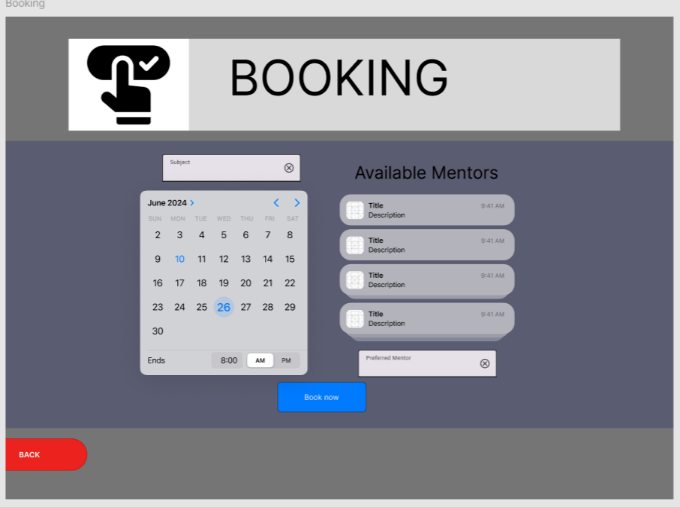 Booking
BOOKING
Subject
June 2024 >
SUN MON TUE WED THU FRI SAT
2 3 4 5 6 7 8
9 10 11 12 13 14 15
16 17 18 19 20 21 22
23 24 25 26 27 28 29
30
Ends 8:00 AM PM
Available Mentors
Title 9:41 AM
Description
Title 9:41 AM
Description
Title 9:41 AM
Description
Title 9:41 AM
Description
Preferred Mentor
Book now
BACK